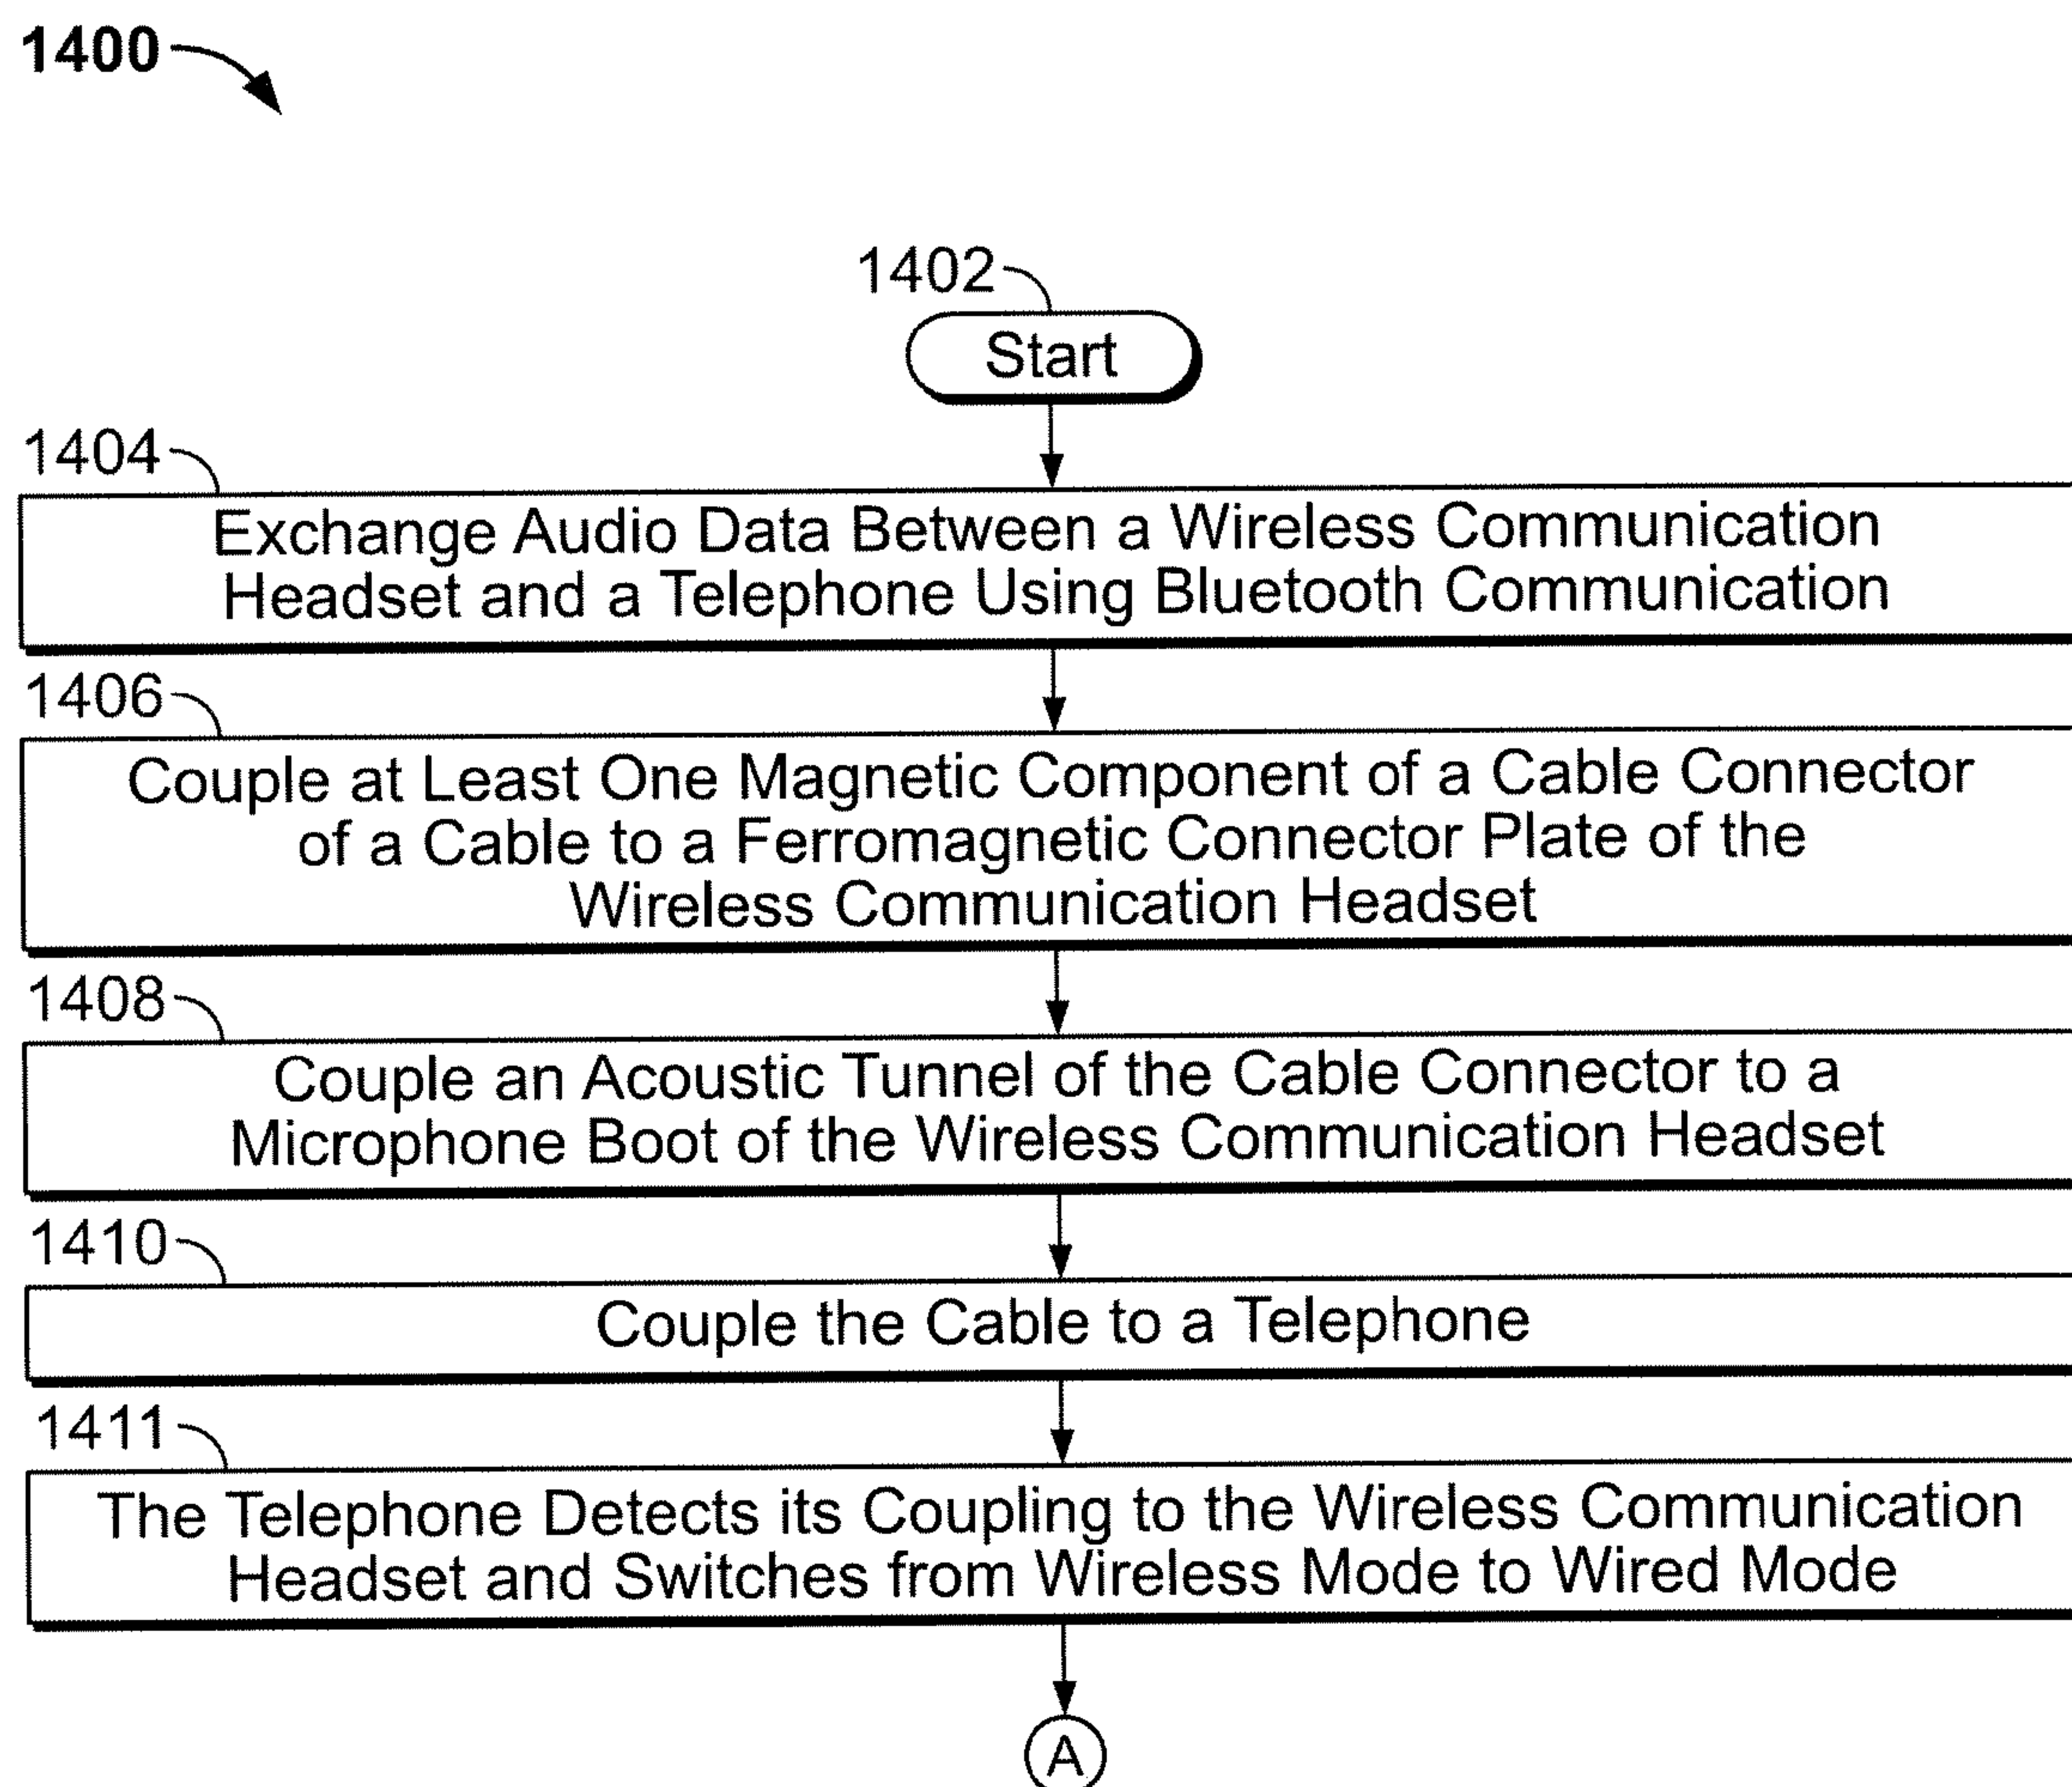 1400
1402
Start
1404
Exchange Audio Data Between a Wireless Communication
Headset and a Telephone Using Bluetooth Communication
1406
Couple at Least One Magnetic Component of a Cable Connector
of a Cable to a Ferromagnetic Connector Plate of the
Wireless Communication Headset
1408
Couple an Acoustic Tunnel of the Cable Connector to a
Microphone Boot of the Wireless Communication Headset
1410
Couple the Cable to a Telephone
1411
The Telephone Detects its Coupling to the Wireless Communication
Headset and Switches from Wireless Mode to Wired Mode
A